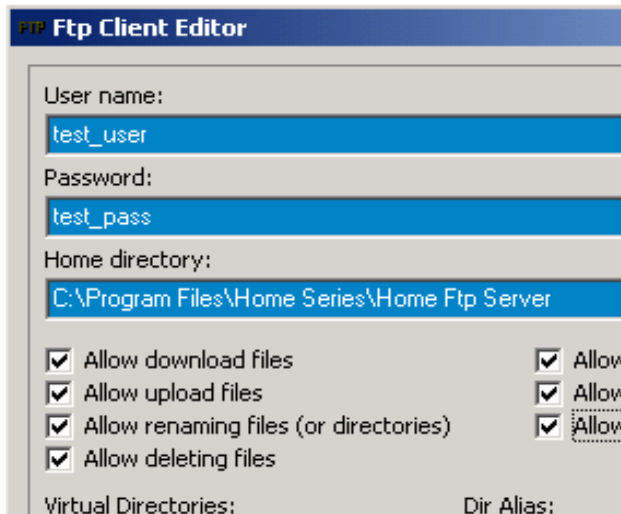 FTP Ftp Client Editor
User name:
test_user
Password:
test_pass
Home directory:
C:\Program Files\Home Series\Home Ftp Server
Allow download files Allow
Allow upload files Allow
Allow renaming files (or directories) Allow
Allow deleting files
Virtual Directories: Dir Alias: